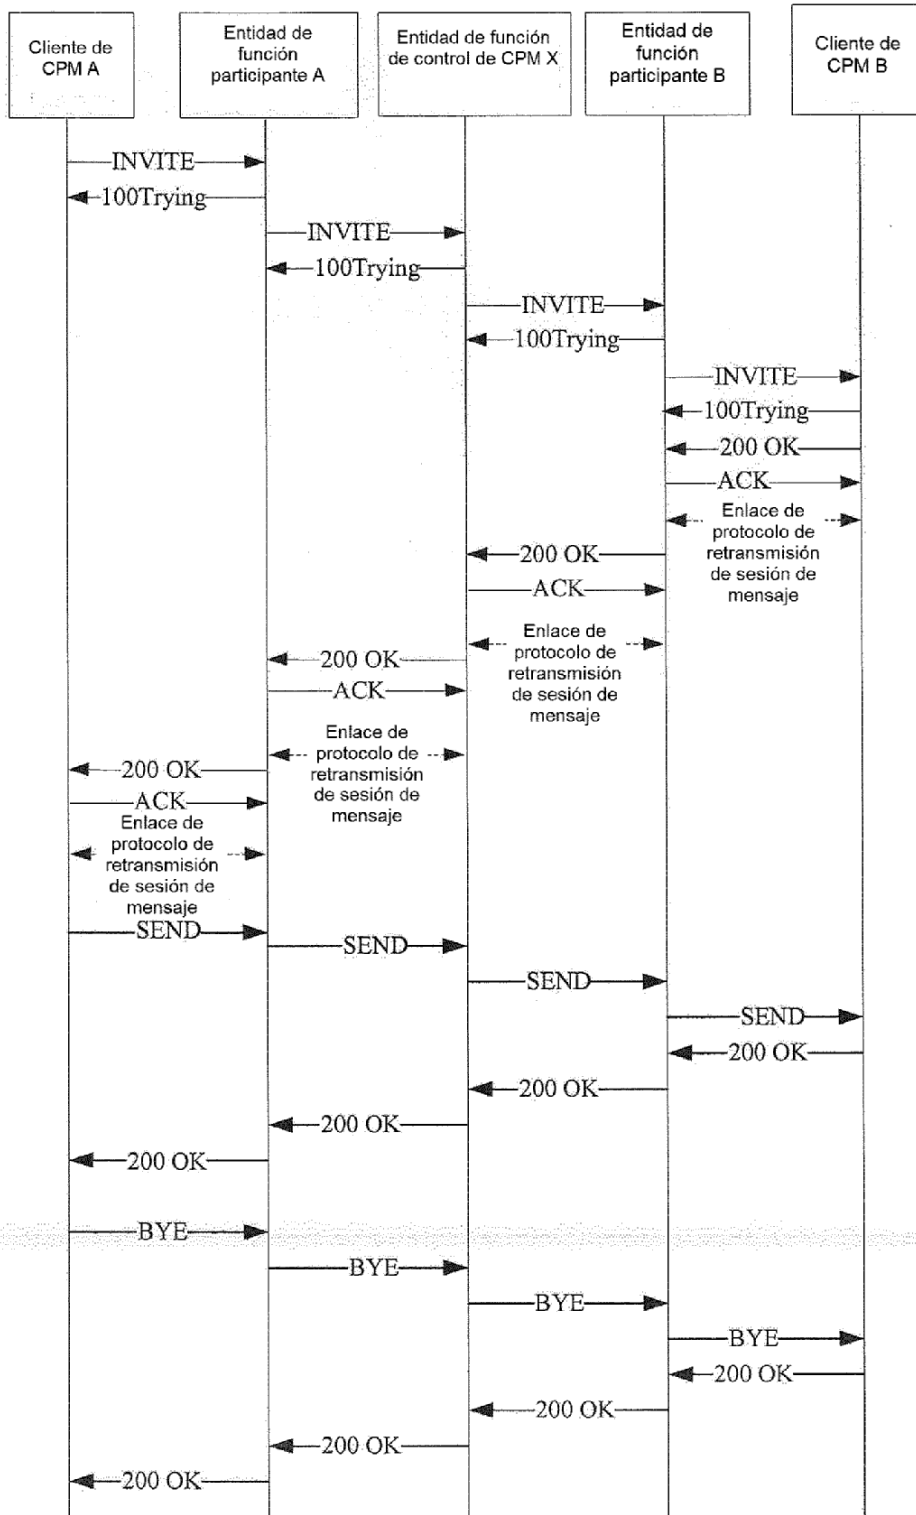 Cliente de
CPM A
Entidad de
función
participante A
Entidad de función
de control de CPM X
Entidad de
función
participante B
Cliente de
CPM B
INVITE
100Trying
INVITE
100Trying
INVITE
100Trying
INVITE
100Trying
200 OK
ACK
Enlace de
protocolo de
retransmisión
de sesión de
mensaje
200 OK
ACK
Enlace de
protocolo de
retransmisión
de sesión de
mensaje
200 OK
ACK
Enlace de
protocolo de
retransmisión
de sesión de
mensaje
200 OK
ACK
Enlace de
protocolo de
retransmisión
de sesión de
mensaje
SEND
SEND
SEND
SEND
200 OK
200 OK
200 OK
200 OK
BYE
BYE
BYE
BYE
200 OK
200 OK
200 OK
200 OK